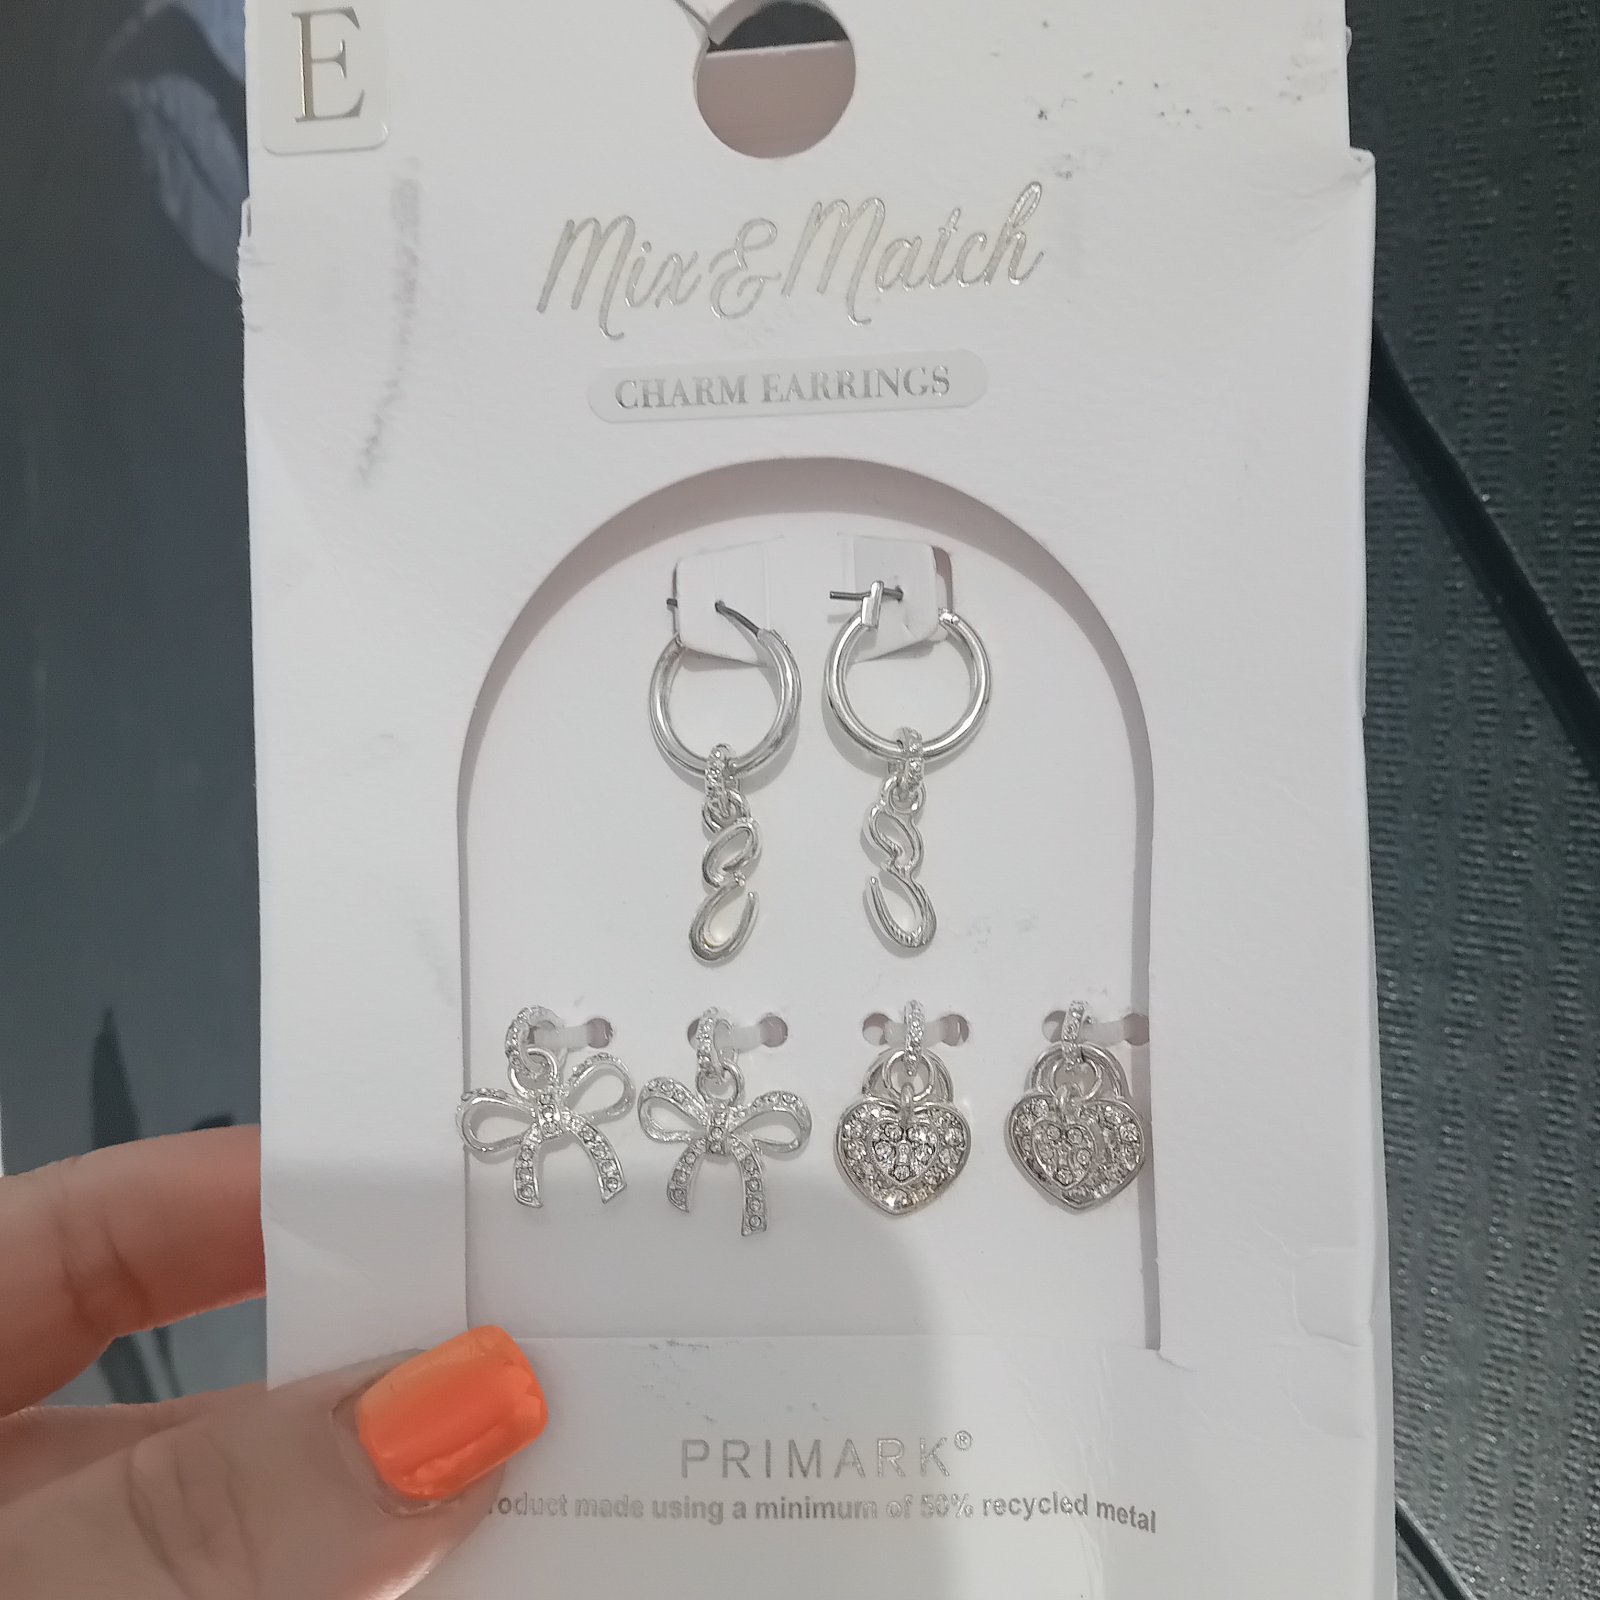 E
Mix & Match
CHARM EARRINGS
PRIMARK®
roduct made using a minimum of 50% recycled metal